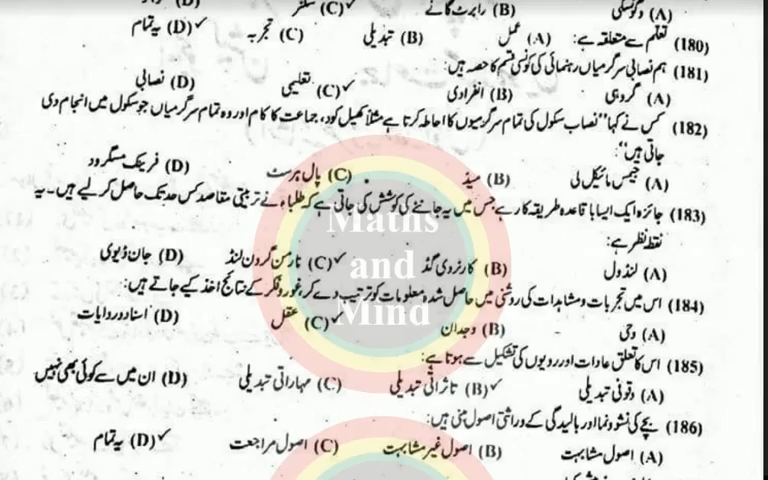 (A) وگوٹسکی (B) رابرٹ گانے ✓(C) سکنر (D)
(180) تعلم سے متعلقہ ہے: (A) عمل (B) تبدیلی (C) تجربہ ✓(D) یہ تمام
(181) ہم نصابی سرگرمیاں رہنمائی کی کونسی قسم کا حصہ ہیں:
(A) گروہی (B) انفرادی ✓(C) تعلیمی (D) نصابی
(182) کس نے کہا "نصاب سکول کی تمام سرگرمیوں کا احاطہ کرتا ہے مثلاً کھیل کود، جماعت کا کام اور وہ تمام سرگرمیاں جو سکول میں انجام دی
جاتی ہیں":
(A) جیمس مائیکل لی (B) سیڈ (C) پال ہرسٹ (D) فرینک مسگرود
(183) جائزہ ایک ایسا باقاعدہ طریقہ کار ہے جس میں یہ جاننے کی کوشش کی جاتی ہے کہ طلباء نے تربیتی مقاصد کس حد تک حاصل کر لیے ہیں۔ یہ
نقطہ نظر ہے:
(A) لنڈول (B) کارٹروی گڈ ✓(C) نارمن گرون لنڈ (D) جان ڈیوی
(184) اس میں تجربات و مشاہدات کی روشنی میں حاصل شدہ معلومات کو ترتیب دے کر، غور و فکر کے نتائج اخذ کیے جاتے ہیں:
(A) وحی (B) وجدان ✓(C) عقل (D) اسناد و روایات
(185) اس کا تعلق عادات اور رویوں کی تشکیل سے ہوتا ہے:
(A) وقوفی تبدیلی ✓(B) تاثراتی تبدیلی (C) مہاراتی تبدیلی (D) ان میں سے کوئی بھی نہیں
(186) بچے کی نشوونما اور بالیدگی کے وراثتی اصول مبنی ہیں:
(A) اصول مشابہت (B) اصول غیر مشابہت (C) اصول مراجعت ✓(D) یہ تمام
Maths
and
Mind